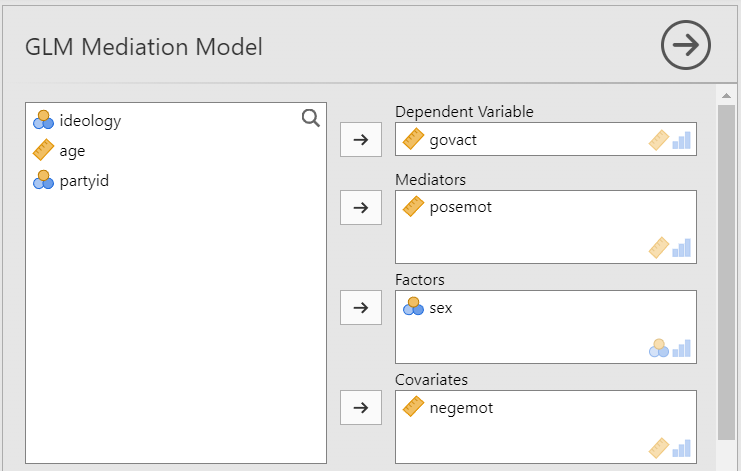 GLM Mediation Model
ideology
age
partyid
Dependent Variable
govact
Mediators
posemot
Factors
sex
Covariates
negemot